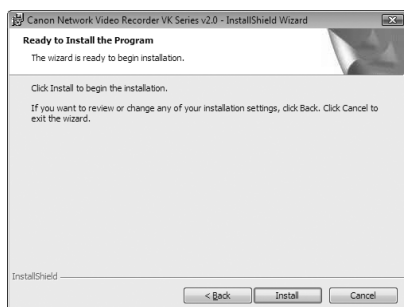 Canon Network Video Recorder VK Series v2.0 - InstallShield Wizard
Ready to Install the Program
The wizard is ready to begin installation.
Click Install to begin the installation.
If you want to review or change any of your installation settings, click Back. Click Cancel to
exit the wizard.
InstallShield
< Back
Install
Cancel